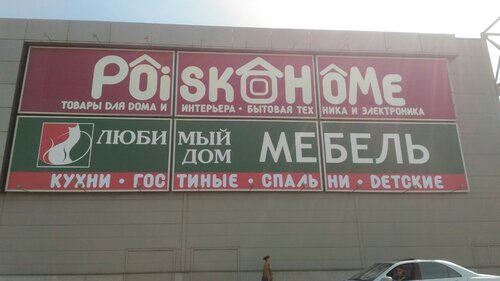 POiSKHOME
ТОВАРЫ ДЛЯ ДОМА И ИНТЕРЬЕРА • БЫТОВАЯ ТЕХНИКА И ЭЛЕКТРОНИКА
ЛЮБИМЫЙ ДОМ МЕБЕЛЬ
КУХНИ • ГОСТИНЫЕ • СПАЛЬНИ • ДЕТСКИЕ